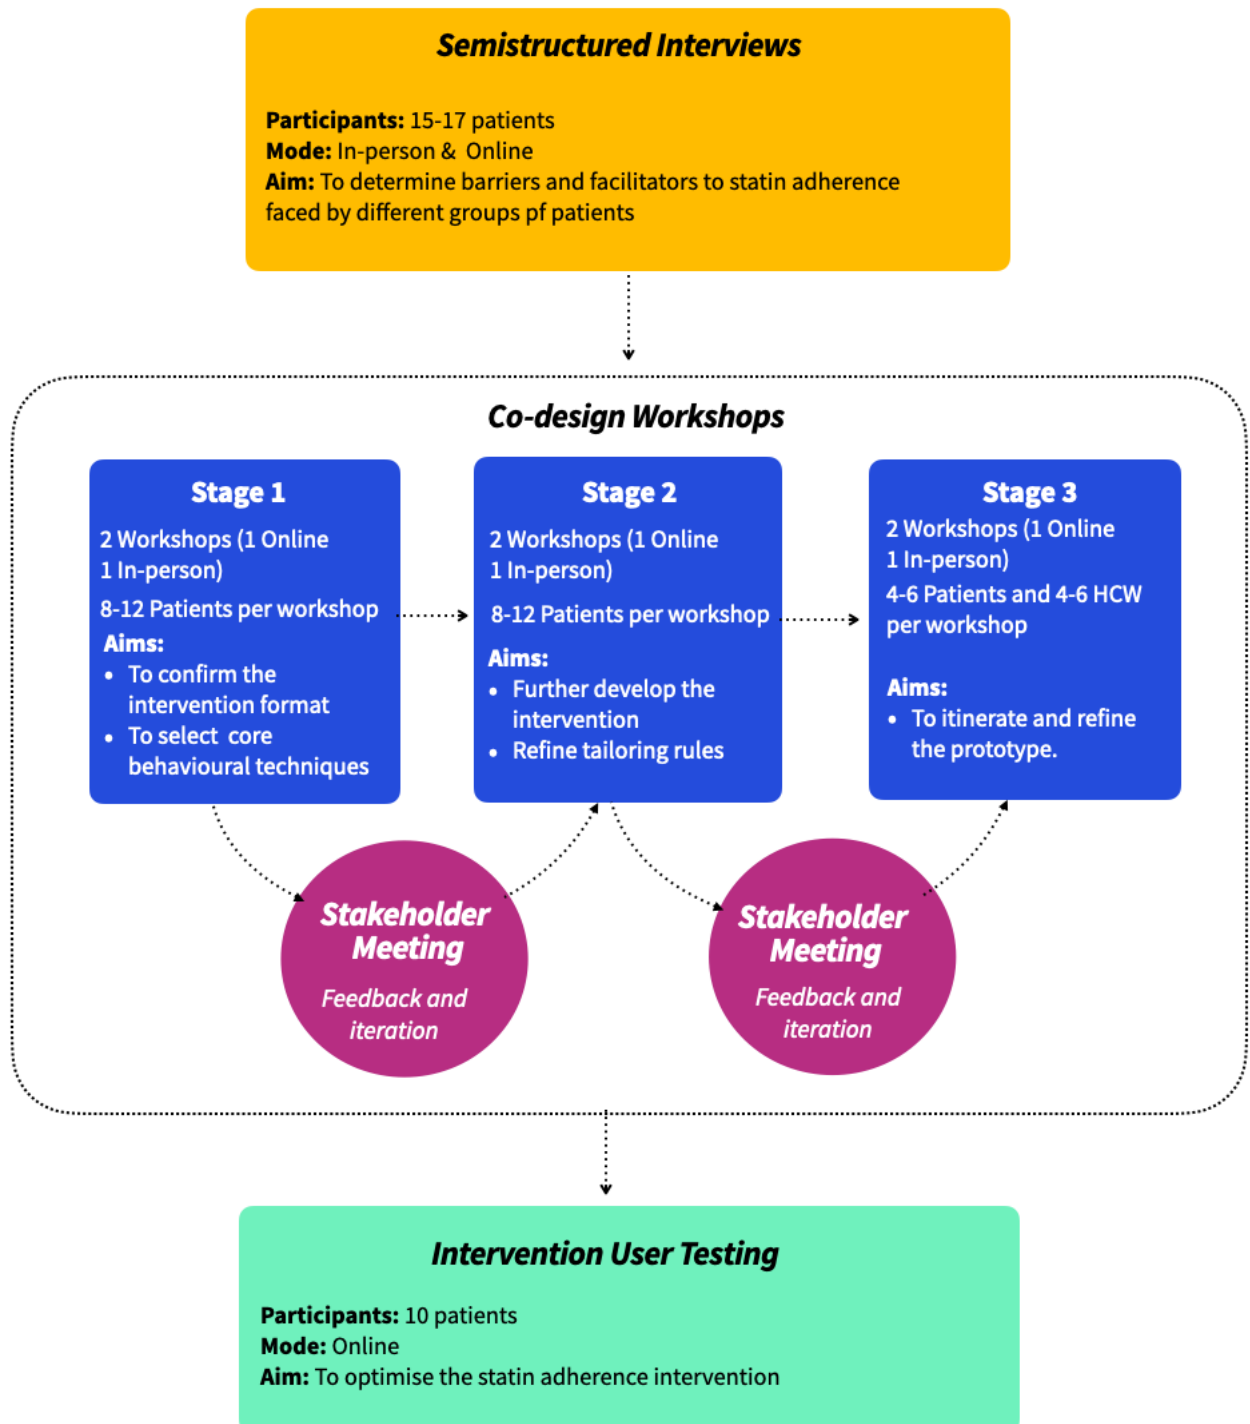 Semistructured Interviews
Participants: 15-17 patients
Mode: In-person & Online
Aim: To determine barriers and facilitators to statin adherence
faced by different groups pf patients
Co-design Workshops
Stage 1
2 Workshops (1 Online
1 In-person)
8-12 Patients per workshop
Aims:
• To confirm the
intervention format
• To select core
behavioural techniques
Stage 2
2 Workshops (1 Online
1 In-person)
8-12 Patients per workshop
Aims:
• Further develop the
intervention
• Refine tailoring rules
Stage 3
2 Workshops (1 Online
1 In-person)
4-6 Patients and 4-6 HCW
per workshop
Aims:
• To itinerate and refine
the prototype.
Stakeholder
Meeting
Feedback and
iteration
Stakeholder
Meeting
Feedback and
iteration
Intervention User Testing
Participants: 10 patients
Mode: Online
Aim: To optimise the statin adherence intervention